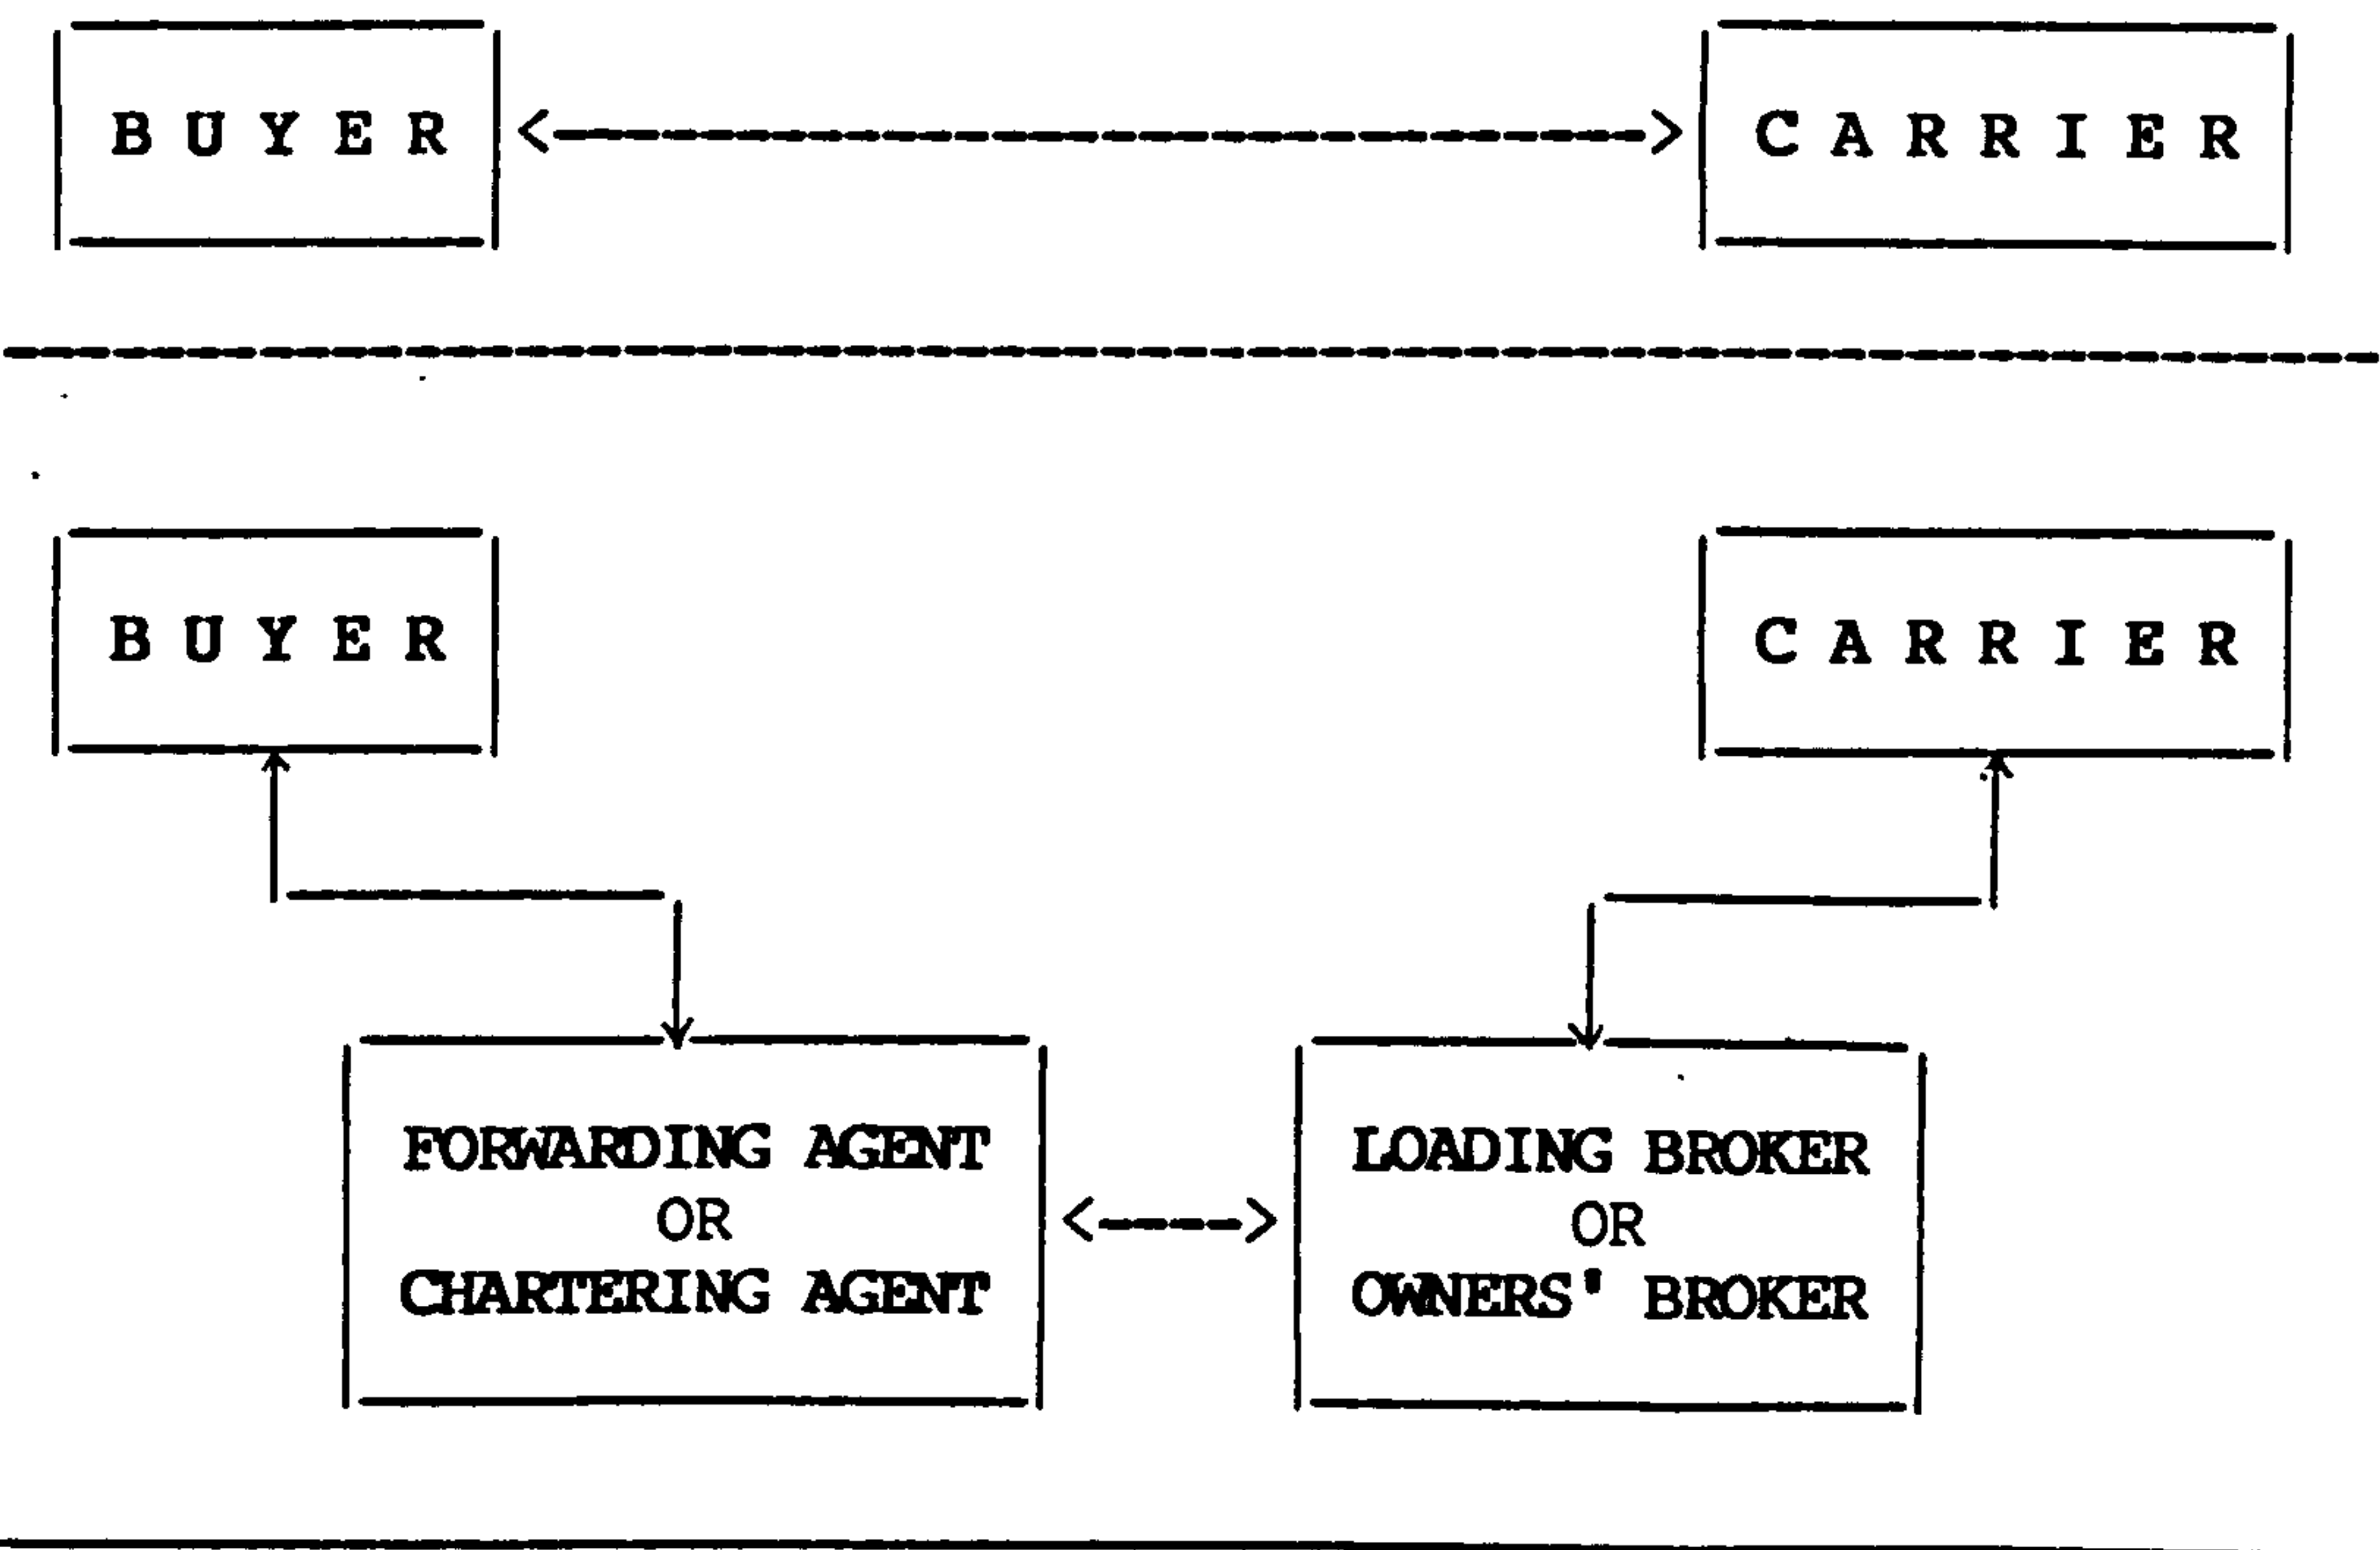 BUYER
CARRIER
BUYER
CARRIER
FORWARDING AGENT
OR
CHARTERING AGENT
LOADING BROKER
OR
OWNERS' BROKER